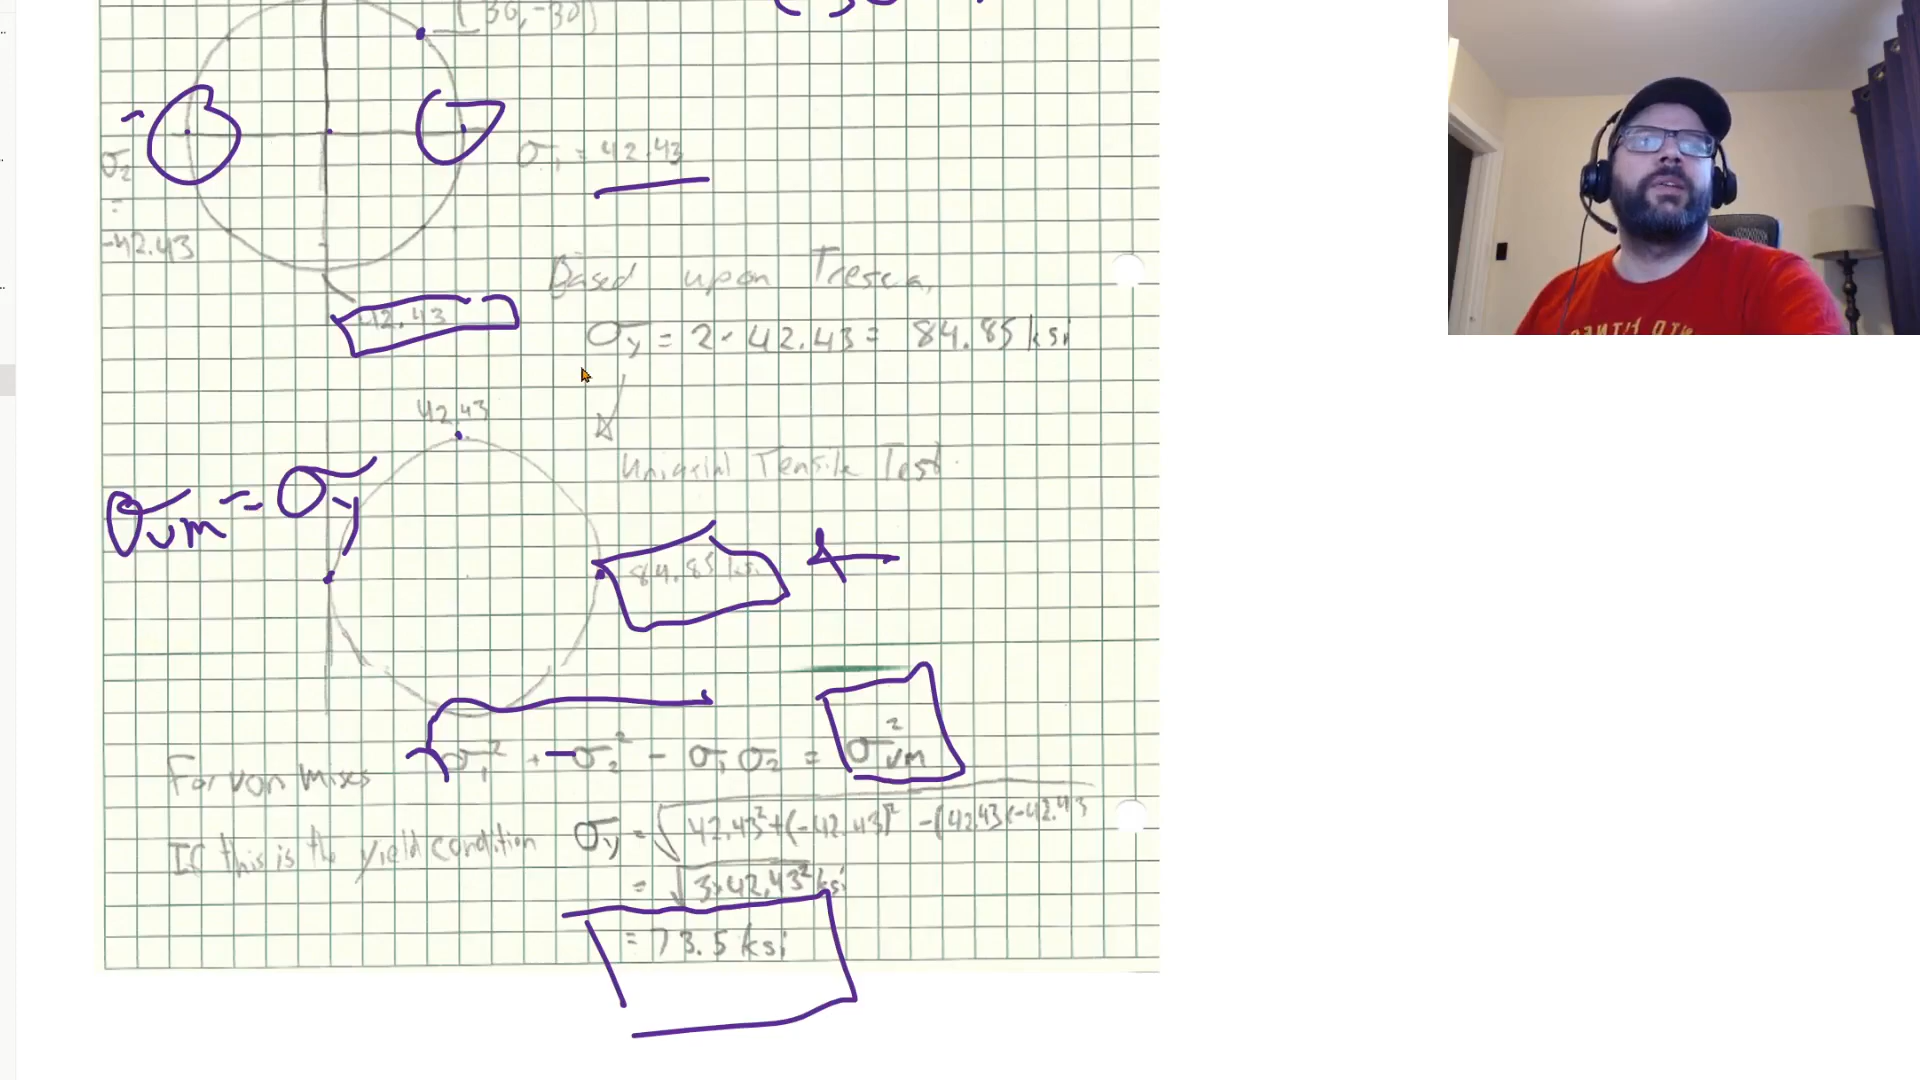 (30,-30)
σ₁ = 42.43
σ₂
=
-42.43
Based upon Tresca,
42.43
σy = 2·42.43 = 84.85 ksi
42.43
Uniaxial Tensile Test.
σvm = σy
84.85 ksi
For von mises σ₁² + σ₂² - σ₁σ₂ = σ²vm
If this is the yield condition σy = √42.43²+(-42.43)² -(42.43)(-42.43
= √3×42.43² ksi
= 73.5 ksi